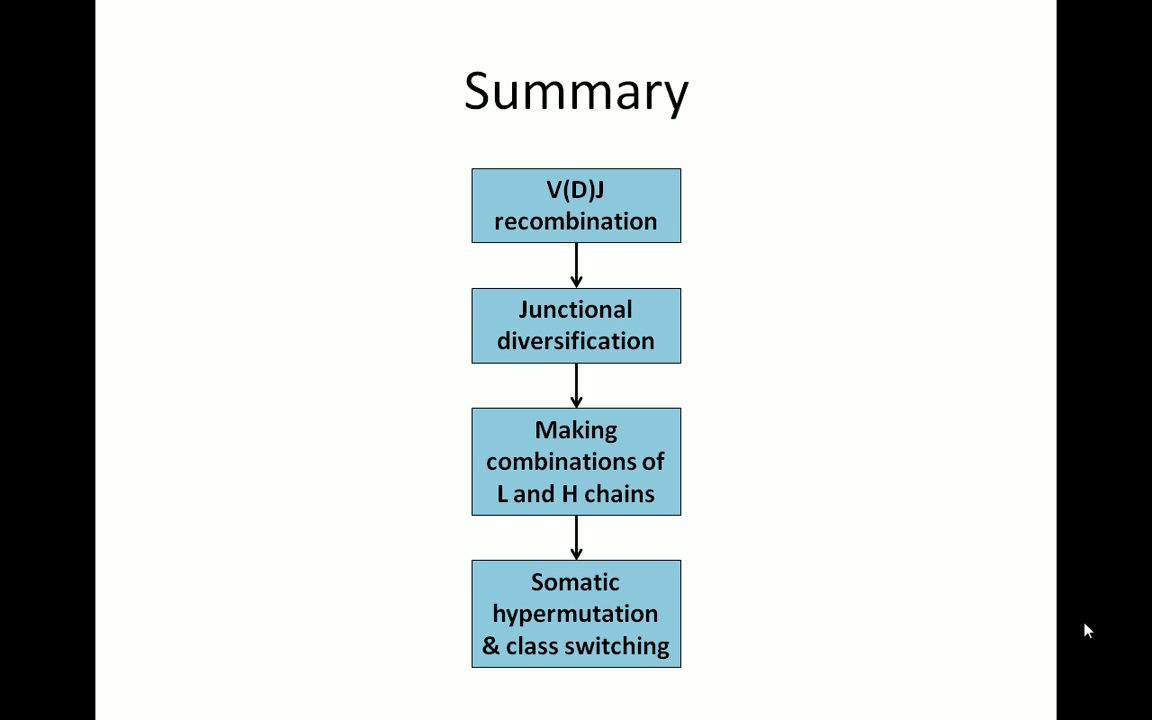 Summary
V(D)J
recombination
Junctional
diversification
Making
combinations of
L and H chains
Somatic
hypermutation
& class switching